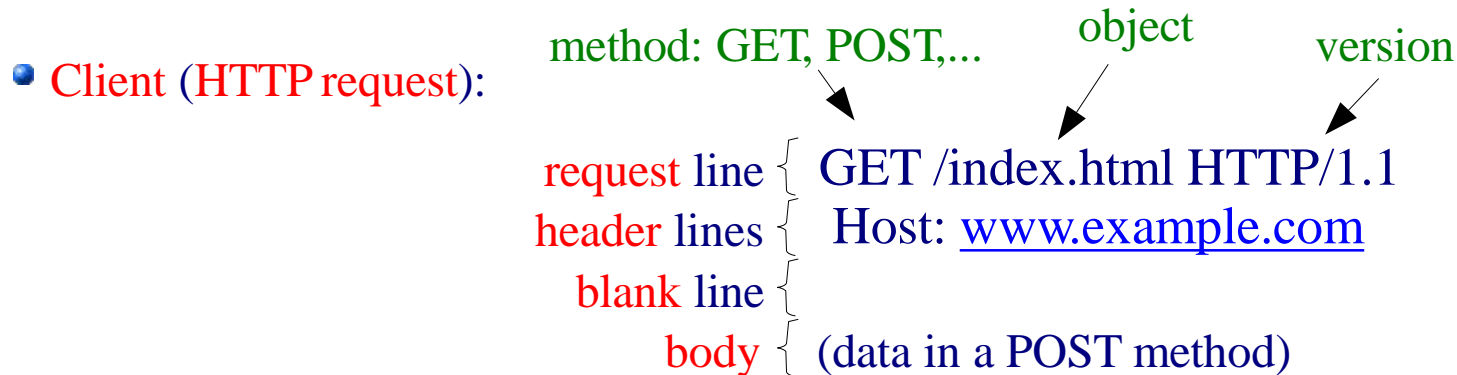 method: GET, POST,... object version
Client (HTTP request):
request line GET /index.html HTTP/1.1
header lines Host: www.example.com
blank line
body (data in a POST method)